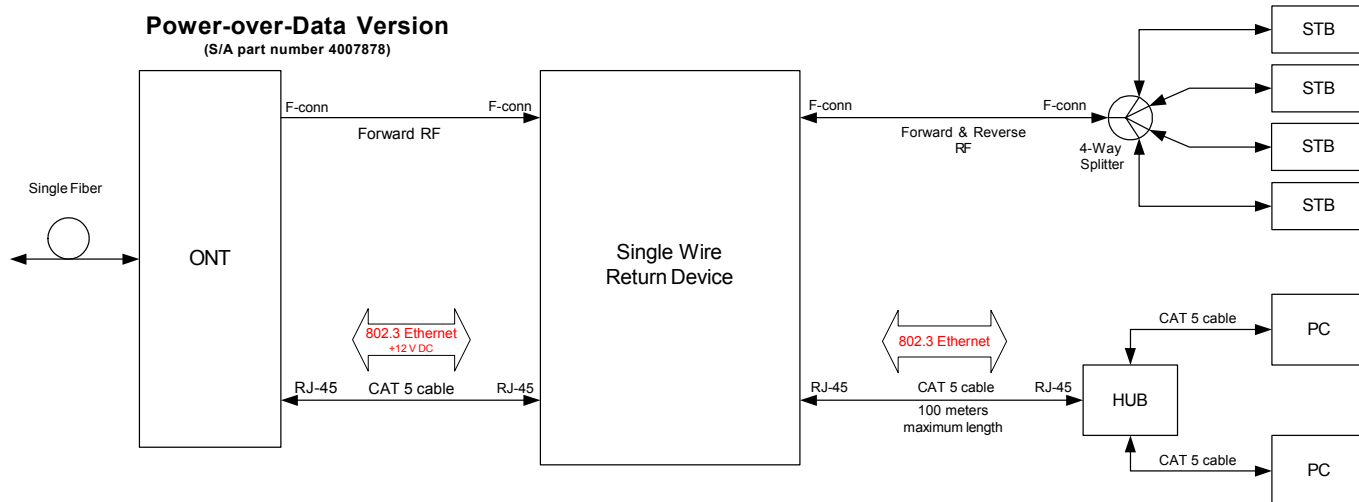 Power-over-Data Version
(S/A part number 4007878)
STB
STB
STB
STB
F-conn
F-conn
Forward RF
F-conn
F-conn
Forward & Reverse
RF
4-Way
Splitter
Single Fiber
ONT
Single Wire
Return Device
802.3 Ethernet
+12 V DC
RJ-45
CAT 5 cable
RJ-45
802.3 Ethernet
RJ-45
CAT 5 cable
RJ-45
100 meters
maximum length
HUB
CAT 5 cable
PC
CAT 5 cable
PC